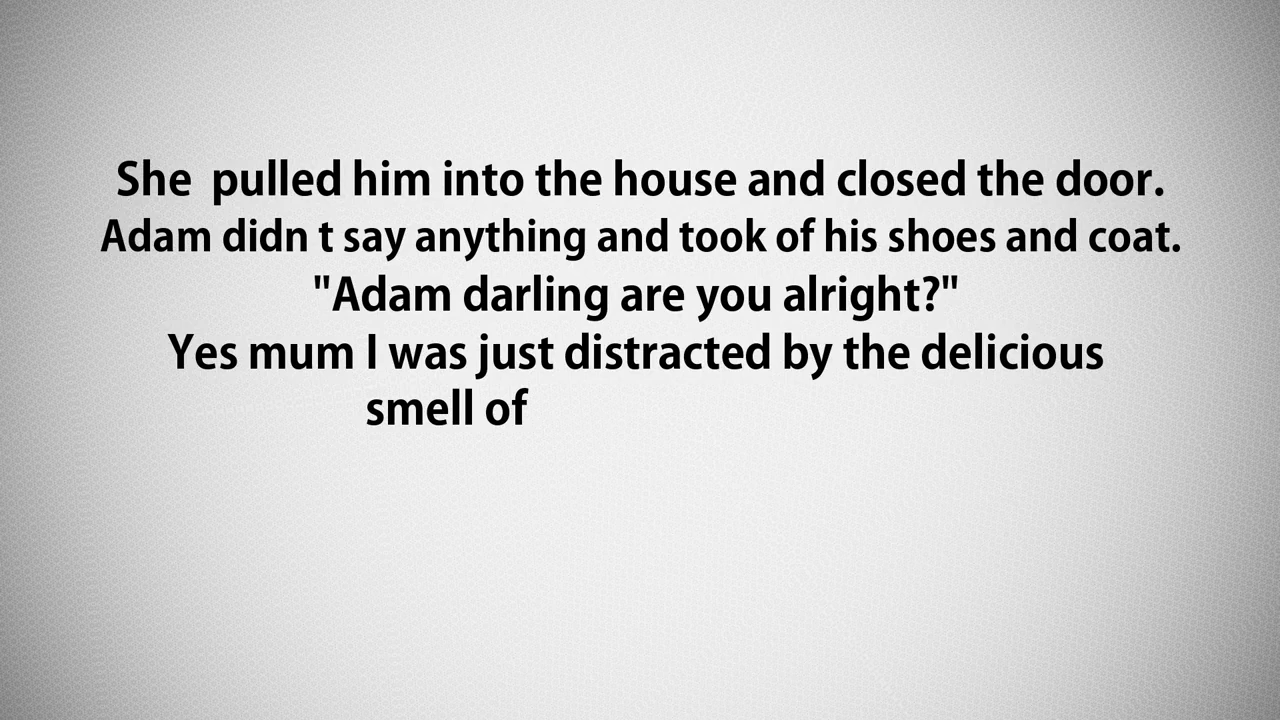 She  pulled him into the house and closed the door.
Adam didn t say anything and took of his shoes and coat.
"Adam darling are you alright?"
Yes mum I was just distracted by the delicious
smell of